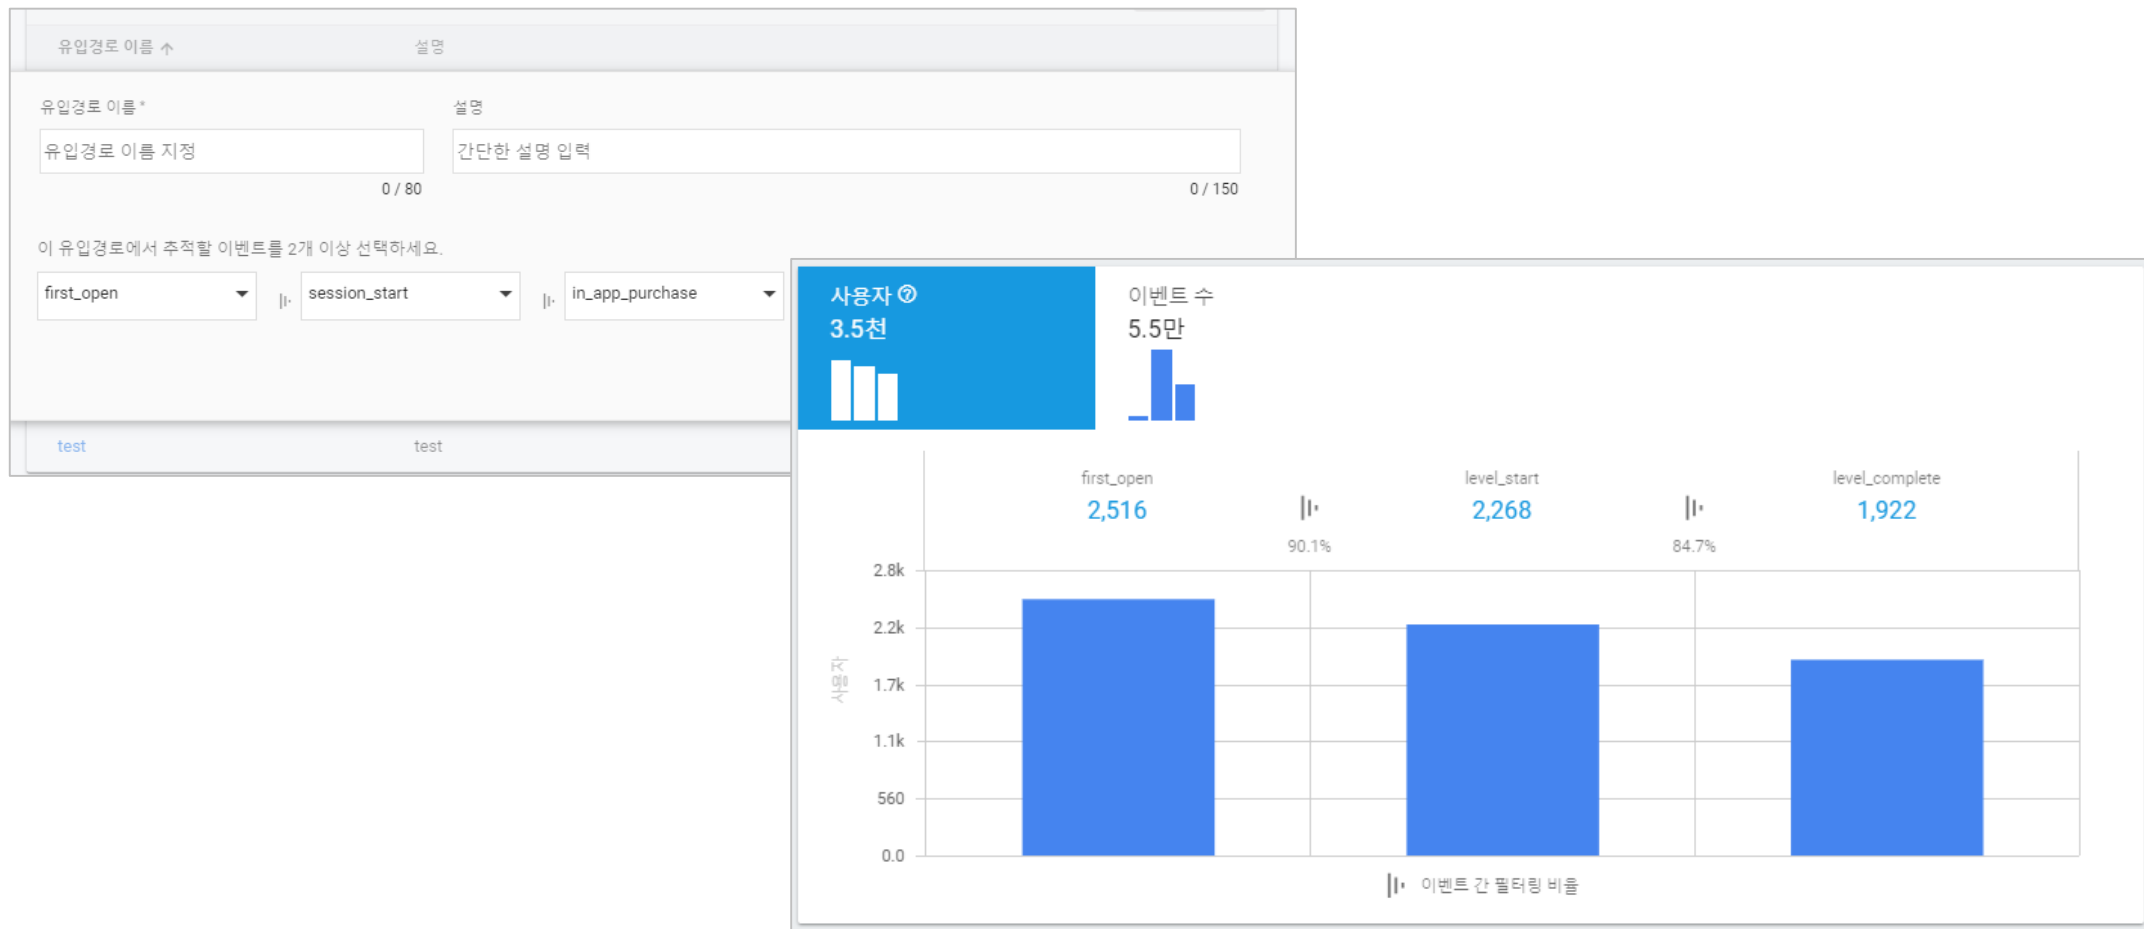 유입경로 이름 ↑ 설명
유입경로 이름 * 설명
유입경로 이름 지정 간단한 설명 입력
0 / 80 0 / 150
이 유입경로에서 추적할 이벤트를 2개 이상 선택하세요.
first_open session_start in_app_purchase
test test
사용자 이벤트 수
3.5천 5.5만
first_open level_start level_complete
2,516 2,268 1,922
90.1% 84.7%
2.8k
2.2k
1.7k
1.1k
560
0.0
사용자
이벤트 간 필터링 비율